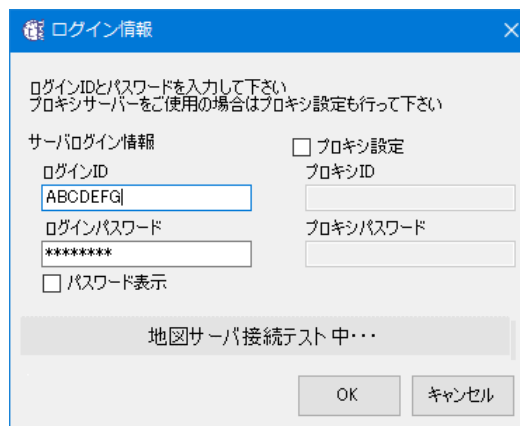 ログイン情報
ログインIDとパスワードを入力して下さい
プロキシサーバーをご使用の場合はプロキシ設定も行って下さい
サーバログイン情報
プロキシ設定
ログインID
プロキシID
ABCDEFG
ログインパスワード
プロキシパスワード
********
パスワード表示
地図サーバ接続テスト中・・・
OK
キャンセル